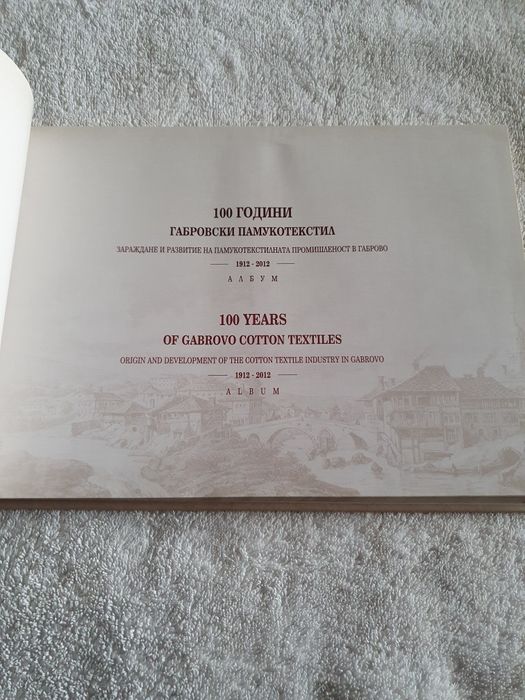 100 ГОДИНИ
ГАБРОВСКИ ПАМУКОТЕКСТИЛ
ЗАРАЖДАНЕ И РАЗВИТИЕ НА ПАМУКОТЕКСТИЛНАТА ПРОМИШЛЕНОСТ В ГАБРОВО
1912 - 2012
АЛБУМ
100 YEARS
OF GABROVO COTTON TEXTILES
ORIGIN AND DEVELOPMENT OF THE COTTON TEXTILE INDUSTRY IN GABROVO
1912 - 2012
ALBUM